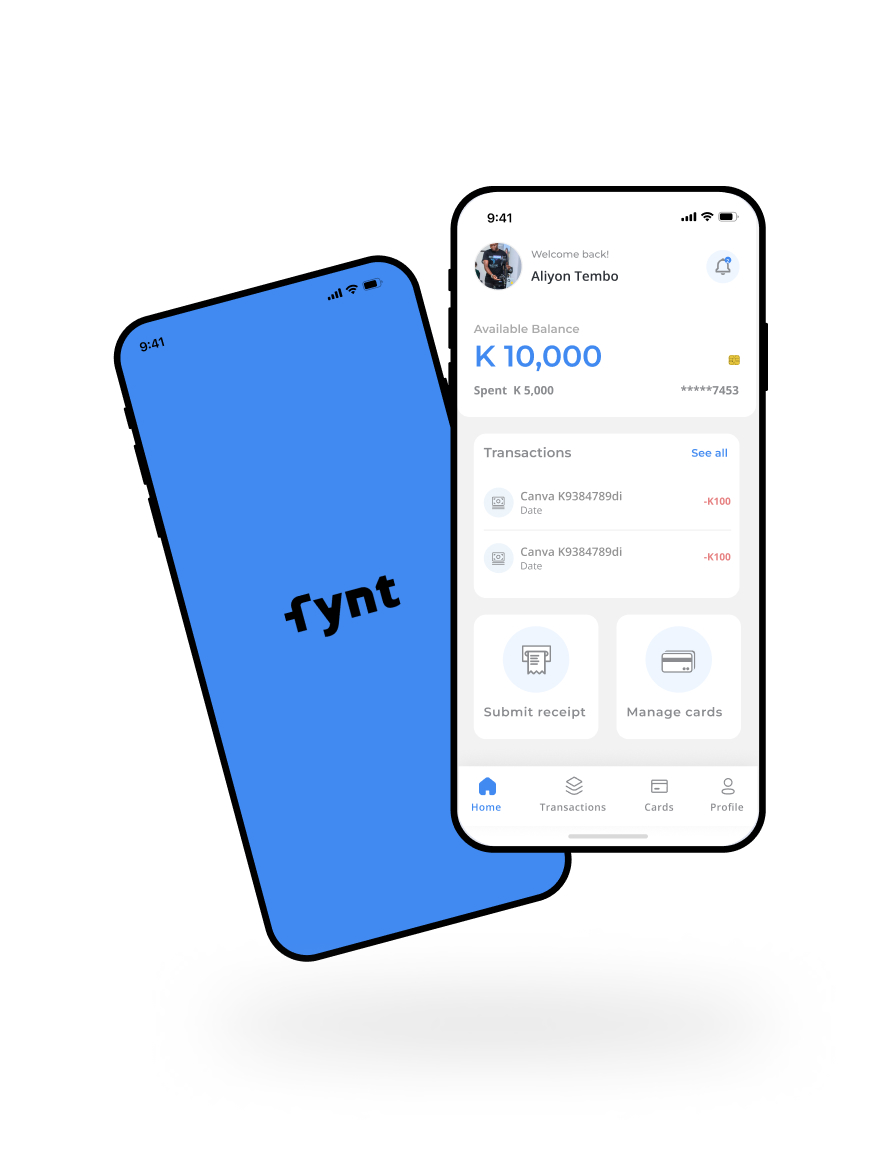 9:41
fynt
9:41
Welcome back!
Aliyon Tembo
Available Balance
K 10,000
Spent K 5,000
*****7453
Transactions
See all
Canva K9384789di
-K100
Date
Canva K9384789di
-K100
Date
Submit receipt
Manage cards
Home
Transactions
Cards
Profile